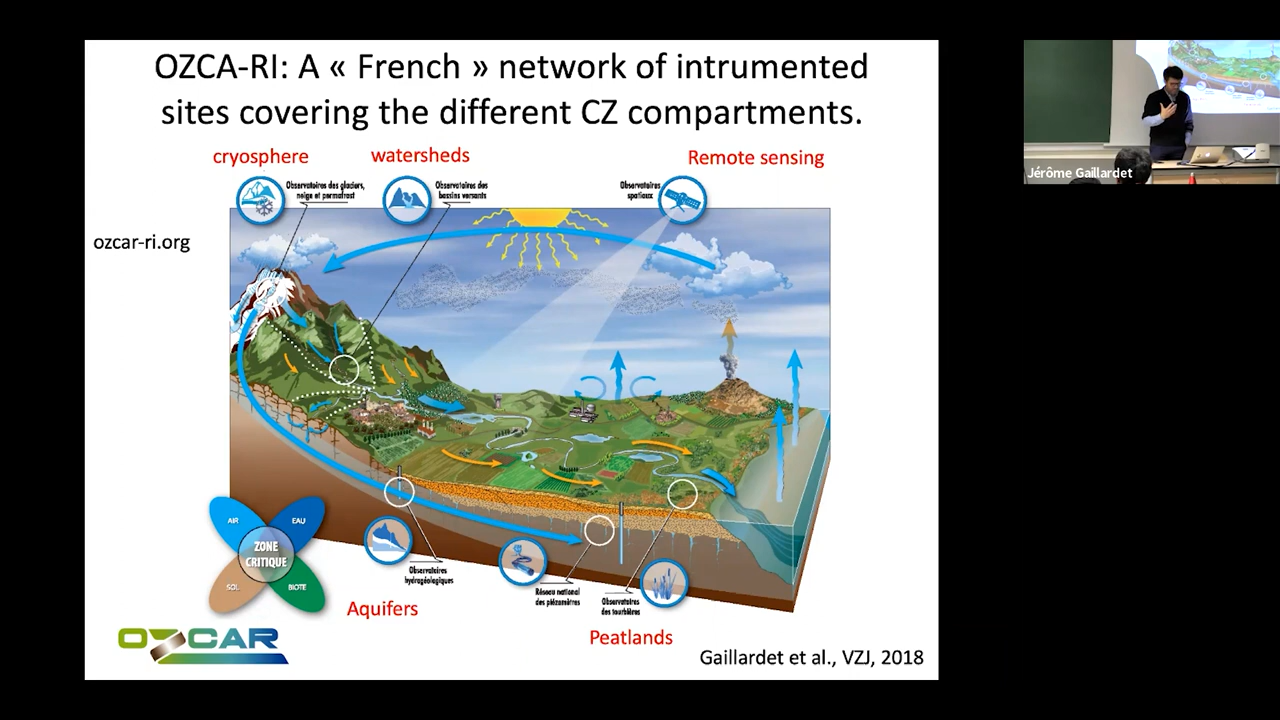 OZCA-RI: A « French » network of intrumented
sites covering the different CZ compartments.
cryosphere
watersheds
Remote sensing
Observatoires des glaciers,
neige et permafrost
Observatoires des
bassins versants
Observatoires
spatiaux
ozcar-ri.org
AIR
EAU
ZONE
CRITIQUE
SOL
BIOTE
Observatoires
hydrogéologiques
Réseau national
des piézomètres
Observatoires
des tourbières
Aquifers
Peatlands
OZCAR
Gaillardet et al., VZJ, 2018
Jérôme Gaillardet